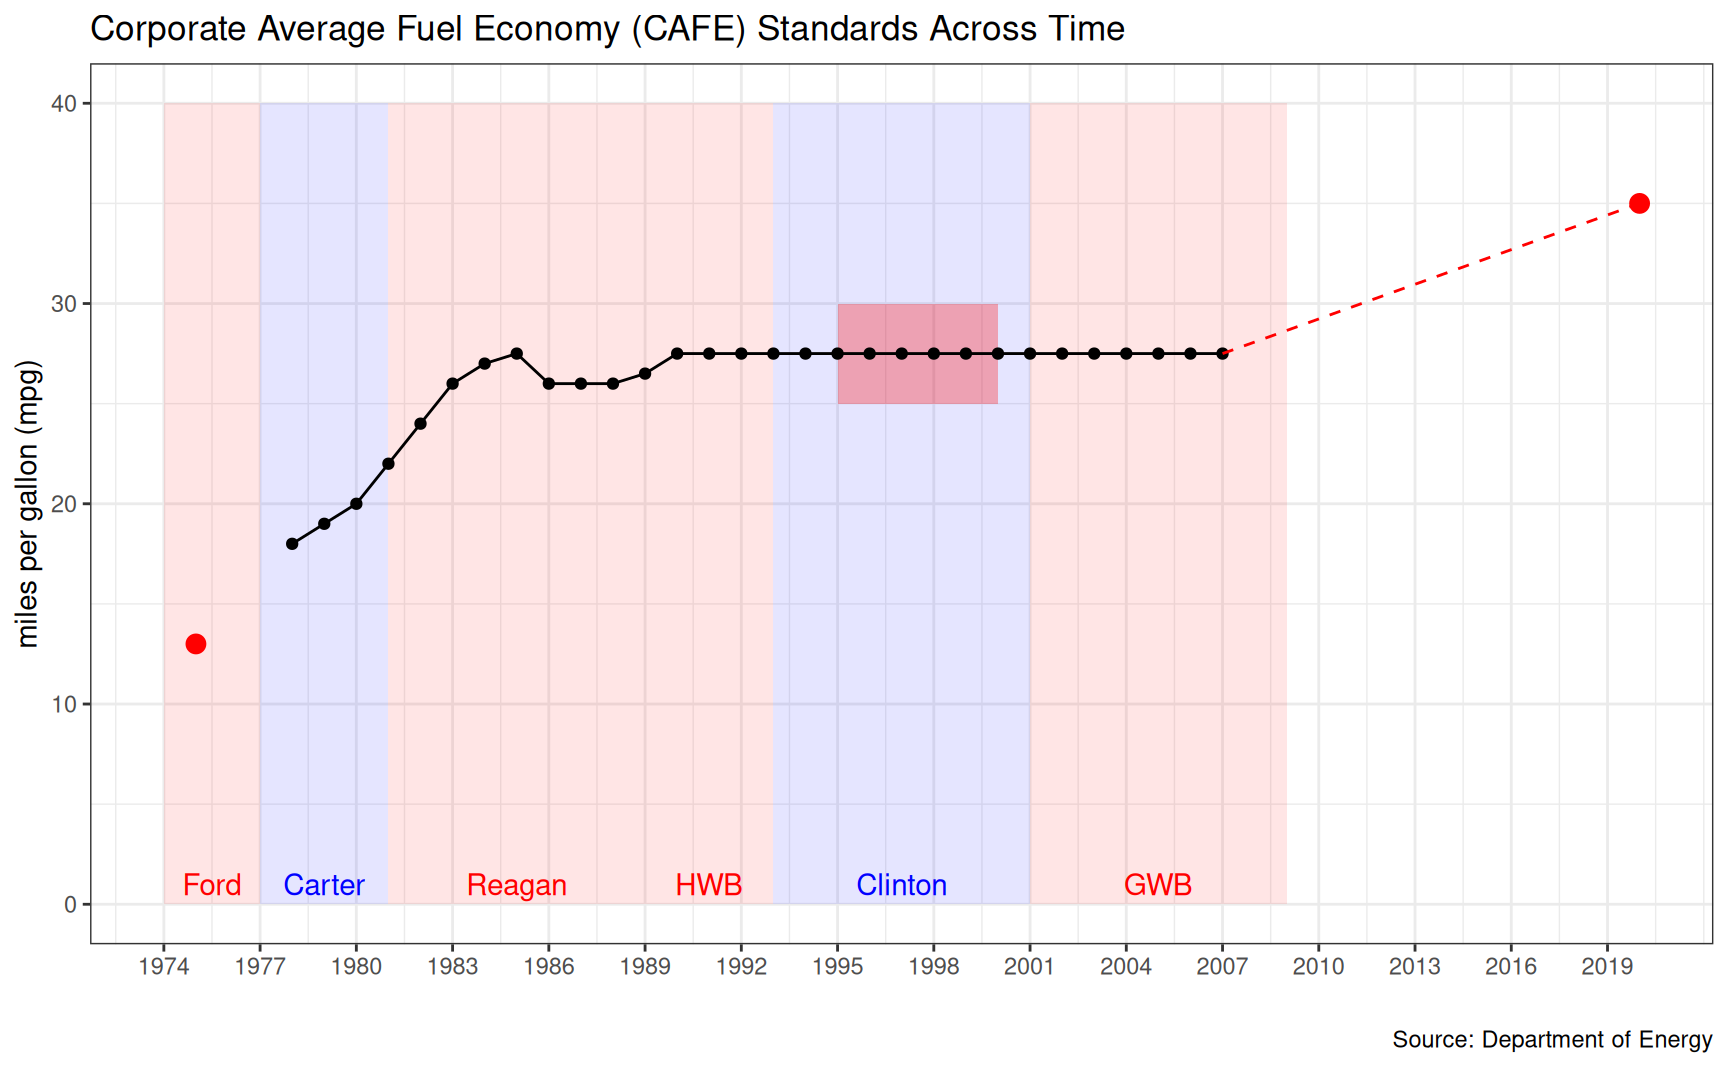 Corporate Average Fuel Economy (CAFE) Standards Across Time
miles per gallon (mpg)
40
30
20
10
0
Ford Carter Reagan HWB Clinton GWB
1974 1977 1980 1983 1986 1989 1992 1995 1998 2001 2004 2007 2010 2013 2016 2019
Source: Department of Energy